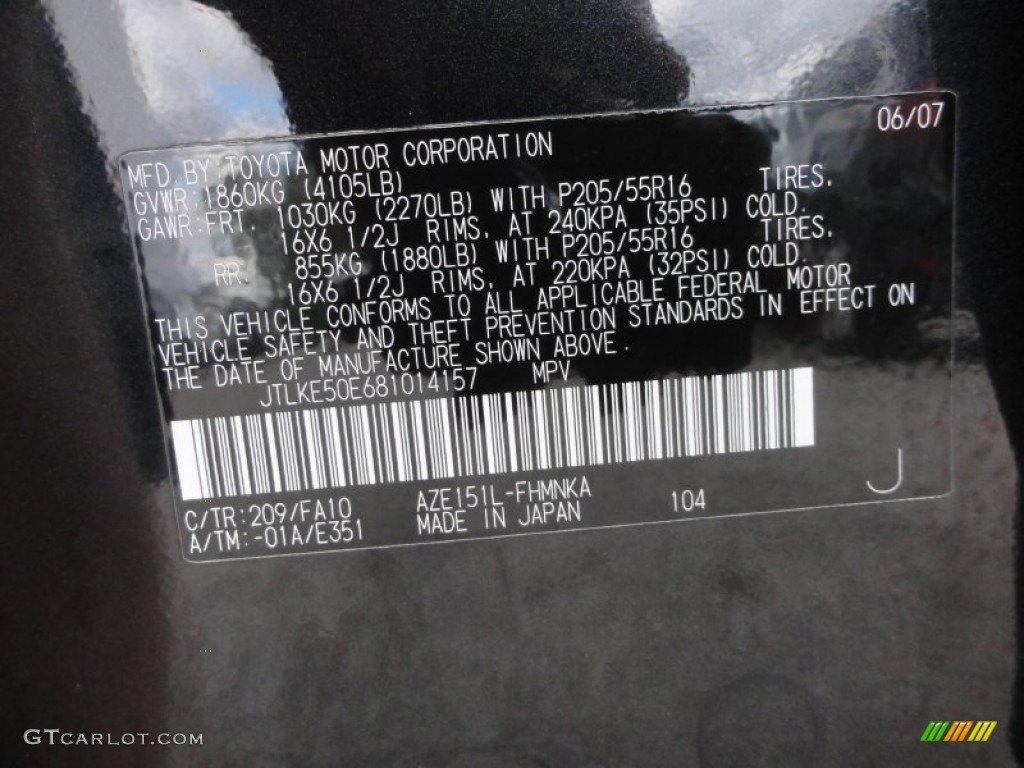 06/07
MFD. BY TOYOTA MOTOR CORPORATION
GVWR:1860KG (4105LB)
GAWR:FRT. 1030KG (2270LB) WITH P205/55R16 TIRES.
16X6 1/2J RIMS, AT 240KPA (35PSI) COLD.
RR. 855KG (1880LB) WITH P205/55R16 TIRES.
16X6 1/2J RIMS, AT 220KPA (32PSI) COLD.
THIS VEHICLE CONFORMS TO ALL APPLICABLE FEDERAL MOTOR
VEHICLE SAFETY AND THEFT PREVENTION STANDARDS IN EFFECT ON
THE DATE OF MANUFACTURE SHOWN ABOVE.
JTLKE50E681014157 MPV
C/TR:209/FA10 AZE151L-FHMNKA 104 J
A/TM:-01A/E351 MADE IN JAPAN
GTCARLOT.COM